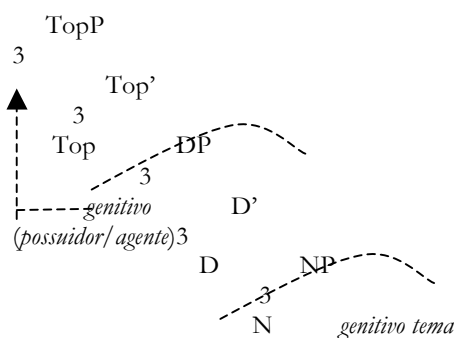 TopP
3
Top’
3
Top DP
3
genitivo D’
(possuidor/agente)3
D NP
3
N genitivo tema